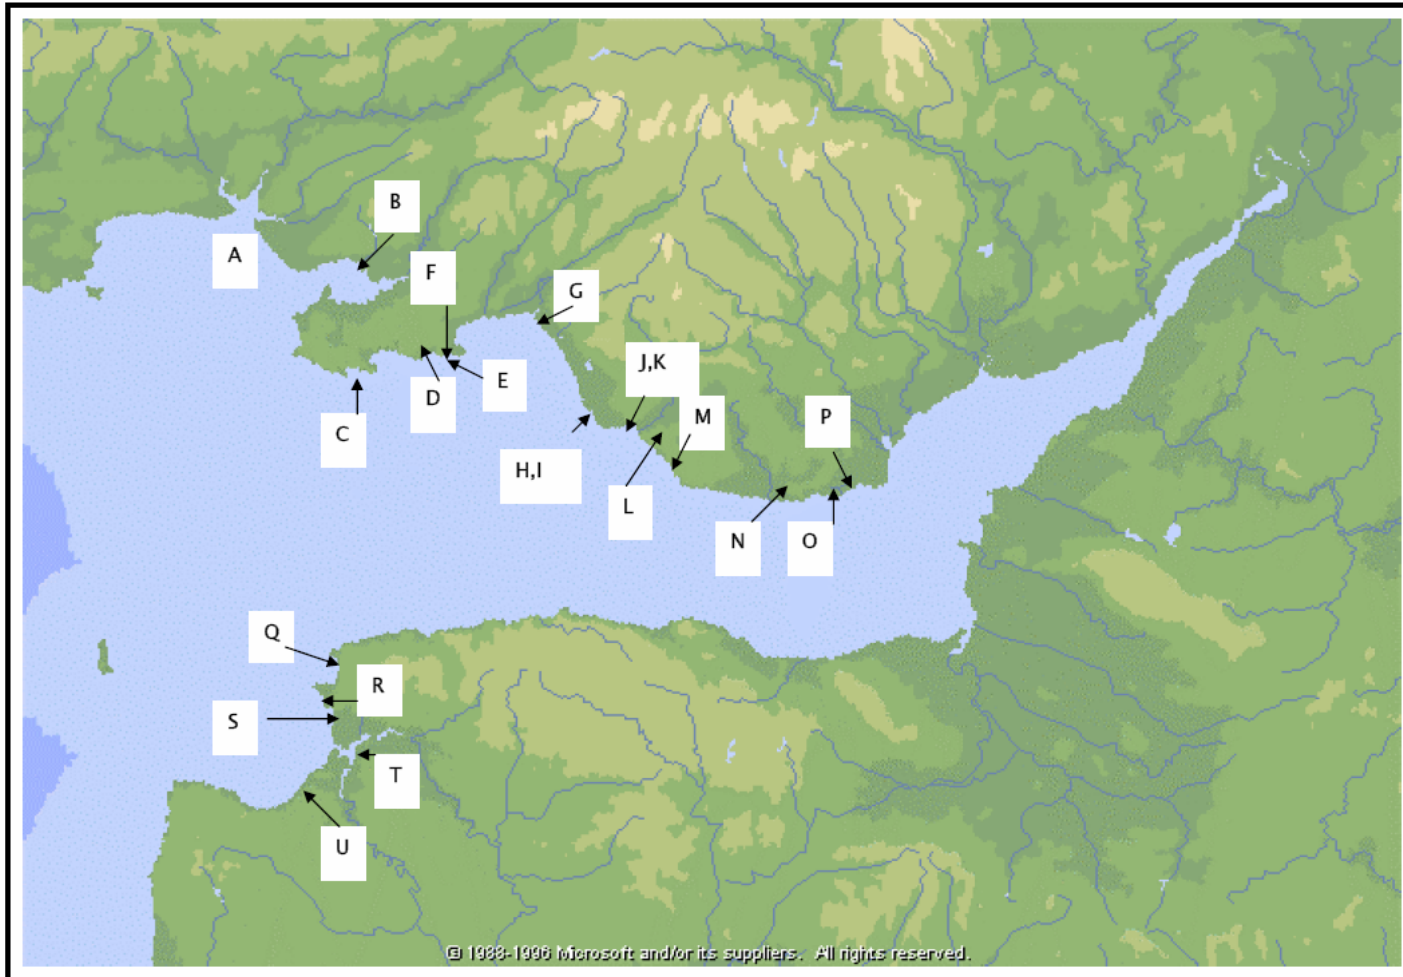 B
A
F
G
J,K
E
D
M
P
C
H,I
L
N
O
Q
R
S
T
U
© 1988-1996 Microsoft and/or its suppliers. All rights reserved.